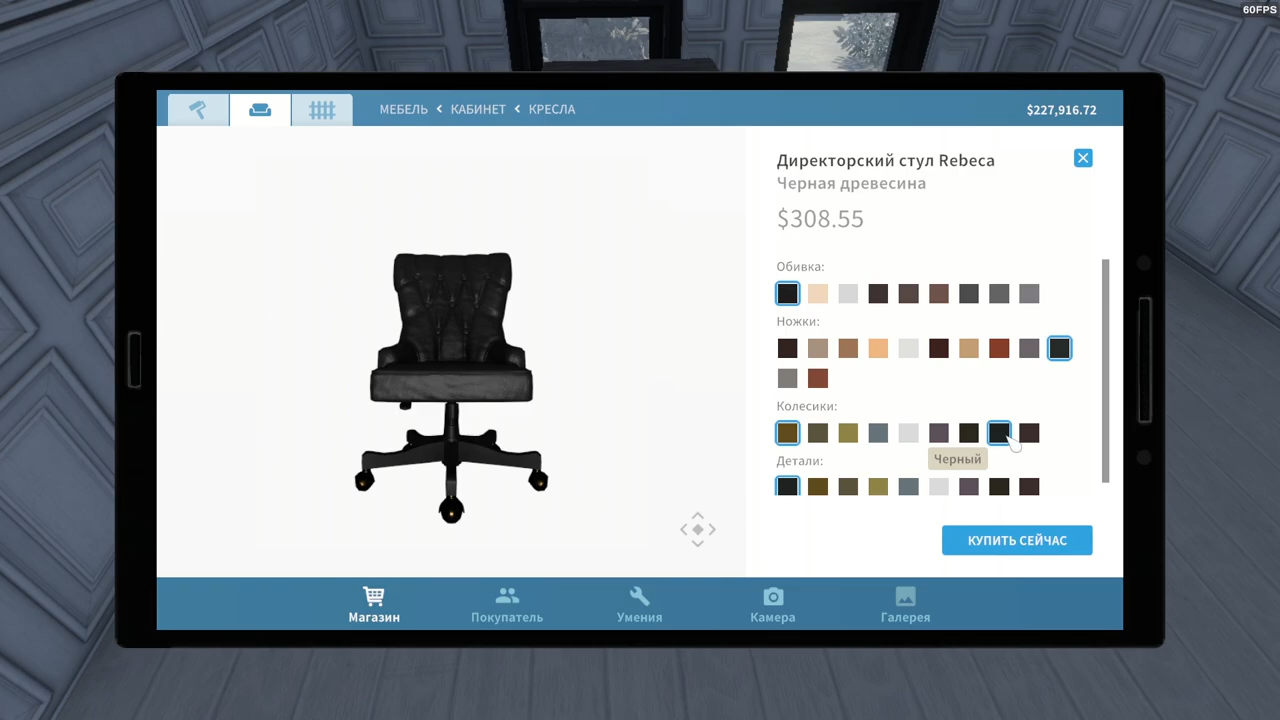 60FPS
МЕБЕЛЬ < КАБИНЕТ < КРЕСЛА
$227,916.72
Директорский стул Rebeca
Черная древесина
$308.55
Обивка:
Ножки:
Колесики:
Черный
Детали:
КУПИТЬ СЕЙЧАС
Магазин
Покупатель
Умения
Камера
Галерея